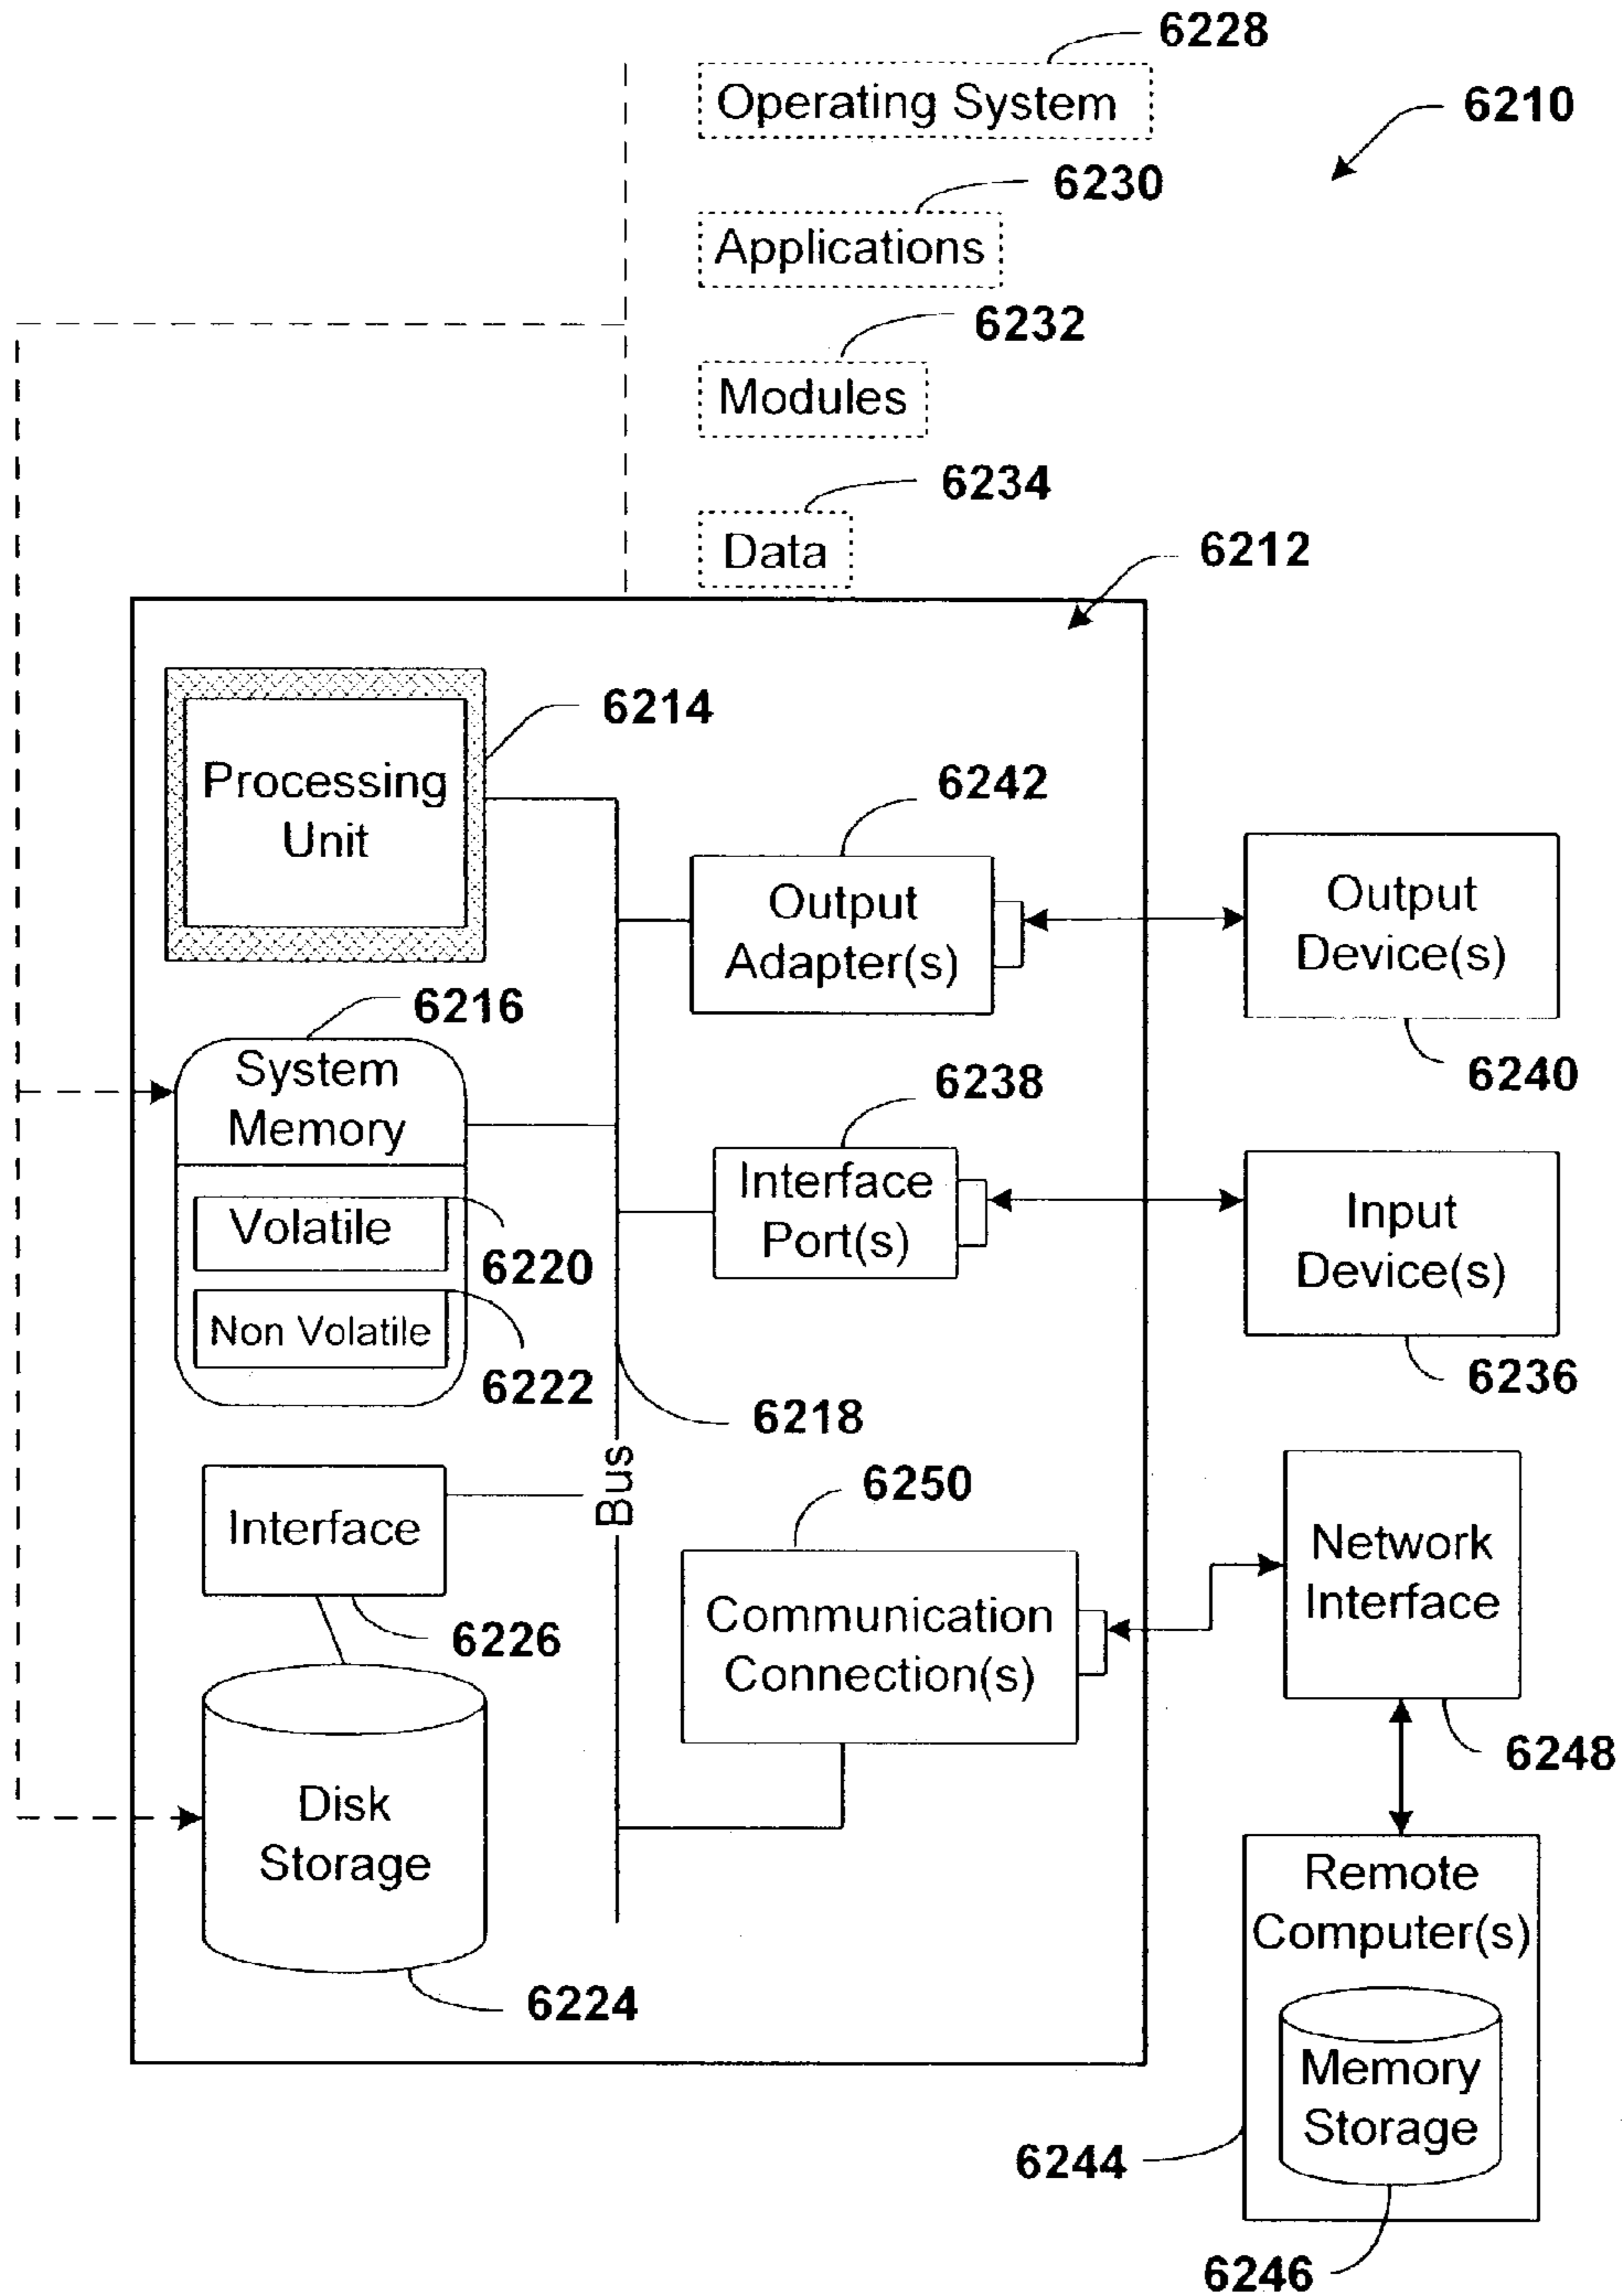 6228
Operating System
6210
6230
Applications
6232
Modules
6234
Data
6212
6214
Processing
Unit
6242
Output
Adapter(s)
Output
Device(s)
6240
6216
System
Memory
Volatile
6220
Non Volatile
6222
6238
Interface
Port(s)
Input
Device(s)
6236
6218
Bus
Interface
6226
6250
Communication
Connection(s)
Network
Interface
6248
Disk
Storage
6224
Remote
Computer(s)
Memory
Storage
6244
6246